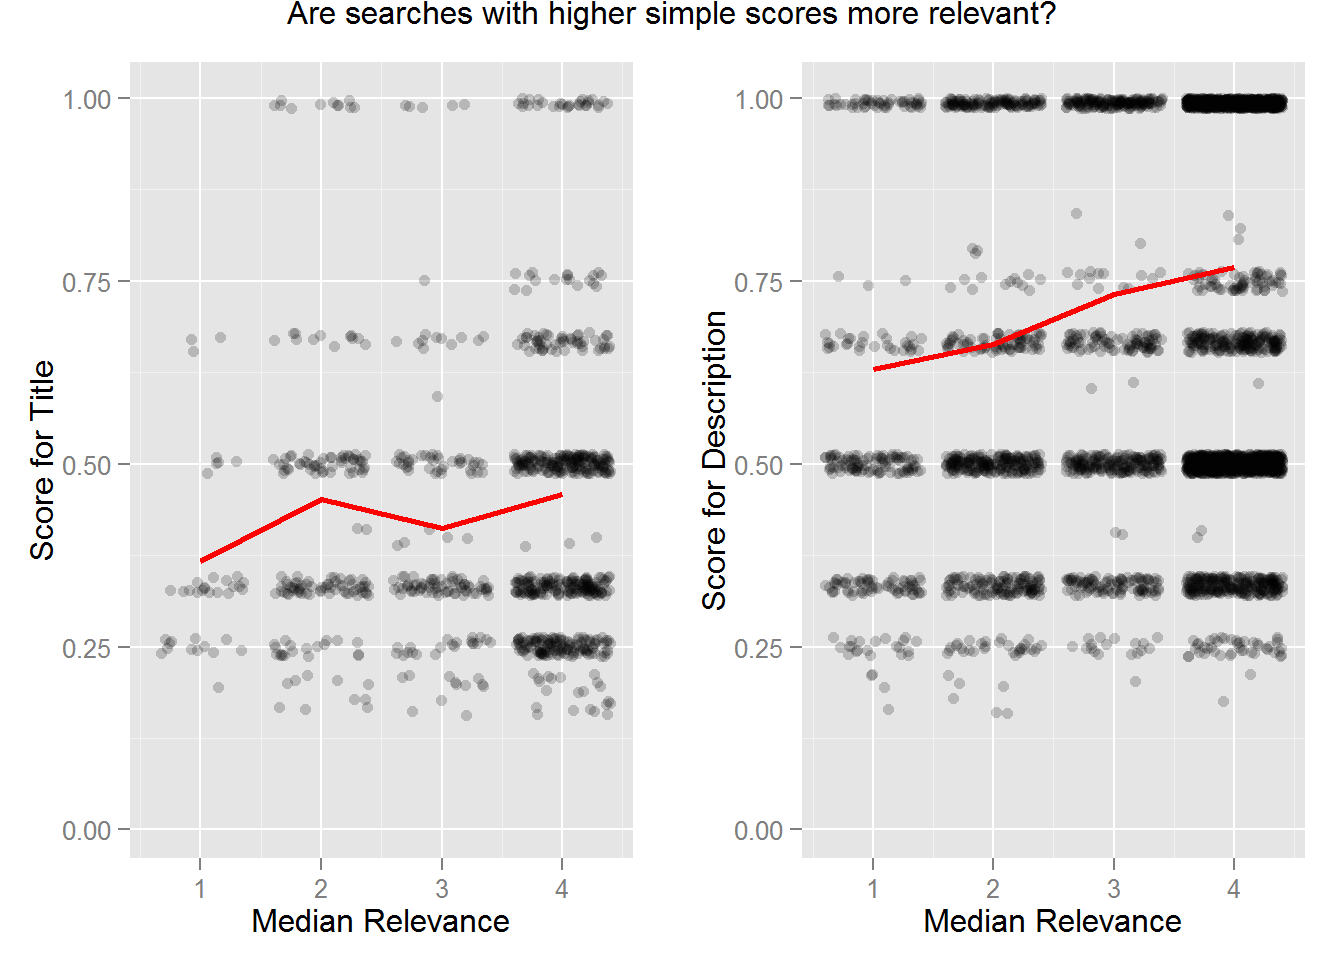 Are searches with higher simple scores more relevant?
Score for Title
1.00
0.75
0.50
0.25
0.00
1 2 3 4
Median Relevance
Score for Description
1.00
0.75
0.50
0.25
0.00
1 2 3 4
Median Relevance